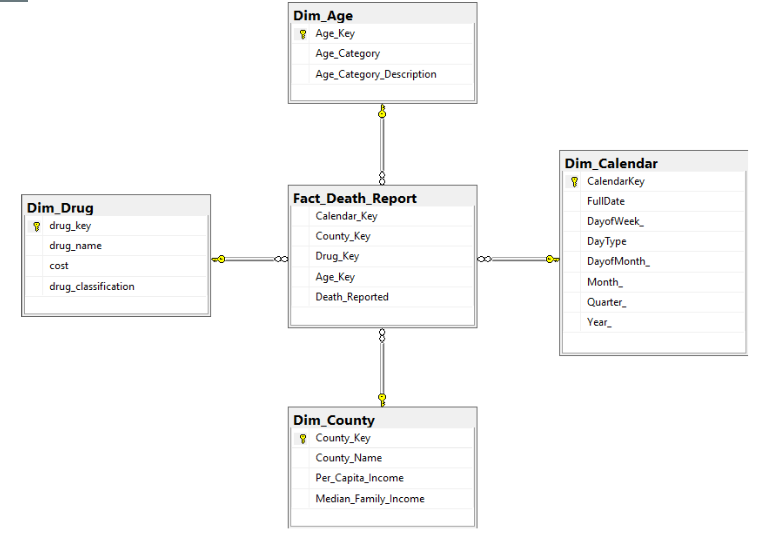 Dim_Age
Age_Key
Age_Category
Age_Category_Description
Dim_Calendar
CalendarKey
FullDate
DayofWeek_
DayType
DayofMonth_
Month_
Quarter_
Year_
Dim_Drug
drug_key
drug_name
cost
drug_classification
Fact_Death_Report
Calendar_Key
County_Key
Drug_Key
Age_Key
Death_Reported
Dim_County
County_Key
County_Name
Per_Capita_Income
Median_Family_Income